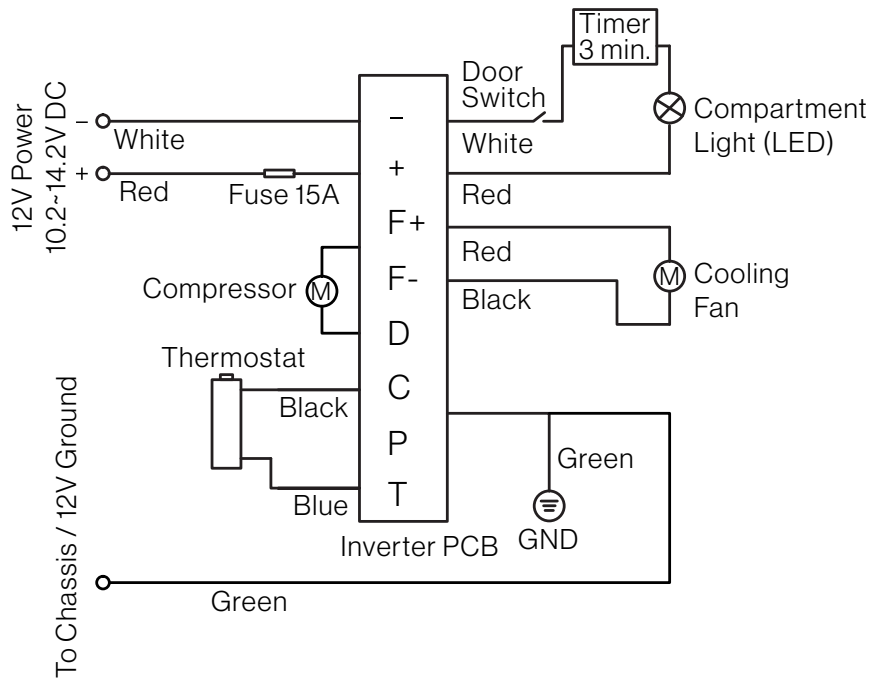 Timer
3 min.
Door
Switch
White
Compartment
Light (LED)
Red
12V Power
10.2~14.2V DC
−
White
+
Red
Fuse 15A
−
+
F+
F-
D
C
P
T
Inverter PCB
Red
Black
M
Cooling
Fan
Compressor
M
Thermostat
Black
Blue
Green
GND
To Chassis / 12V Ground
Green